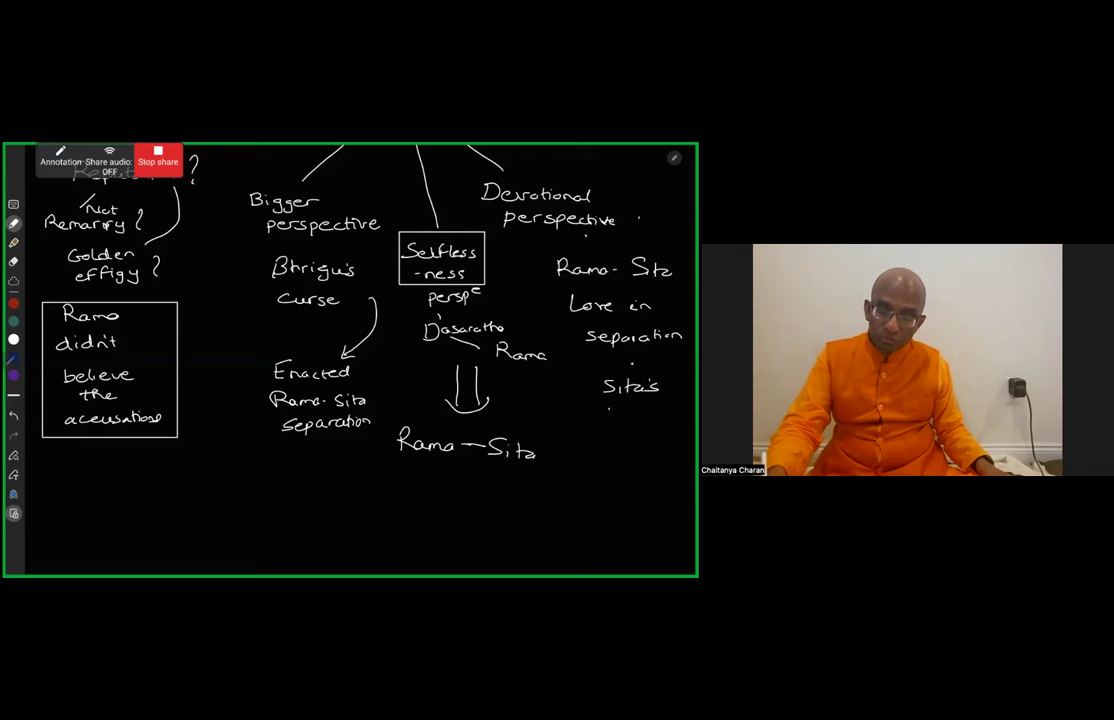 Annotation
Share audio: OFF
Stop share
?
Not
Remarry?
Golden
effigy ?
Rama
didn't
believe
the
accusations
Bigger
perspective
Bhrigu's
Curse
Enacted
Rama-Sita
separation
Selfless
-ness
perspe
Dasaratha
Rama
Rama - Sita
Devotional
perspective
Rama- Sita
Love in
separation
Sita's
Chaitanya Charan